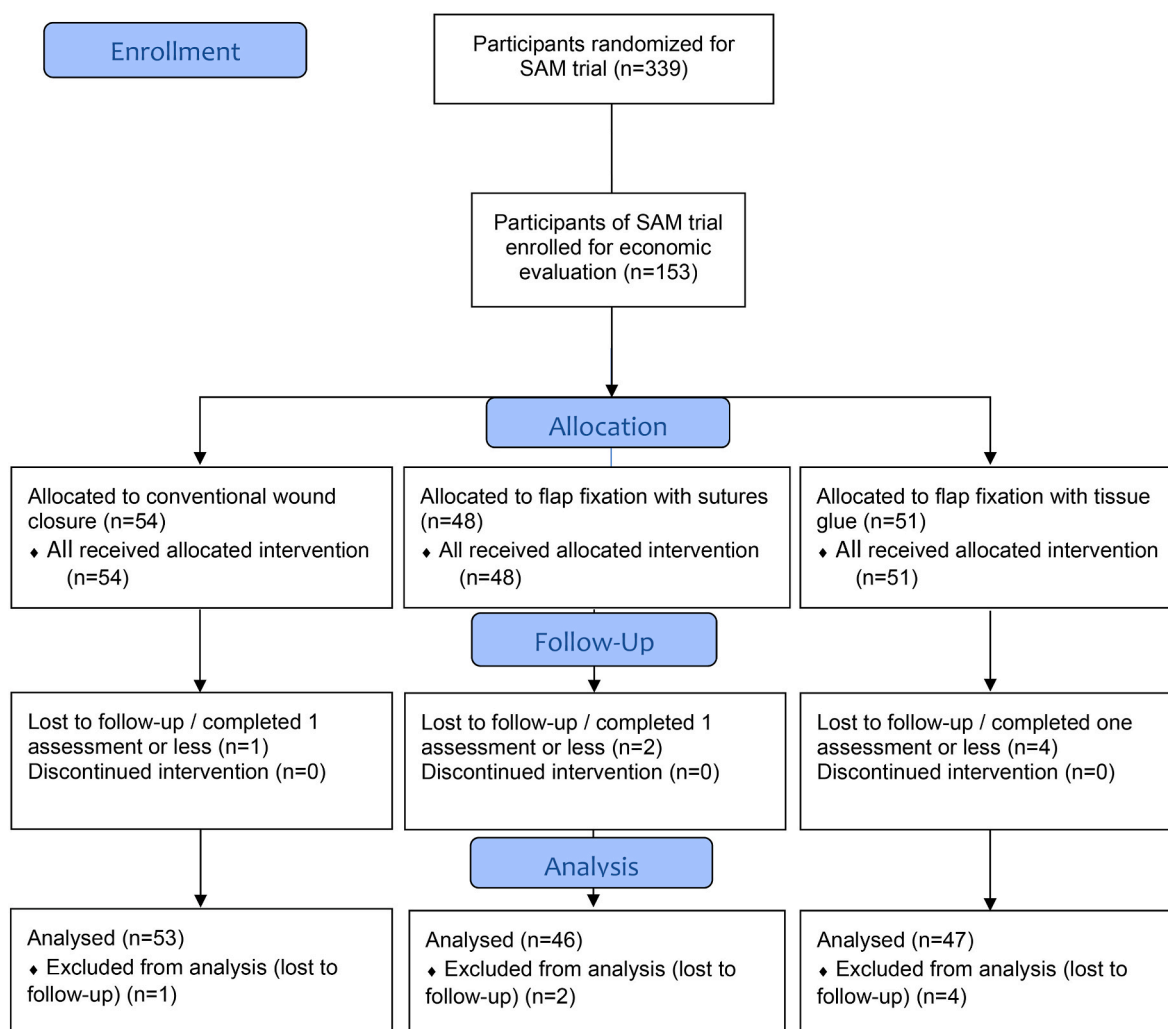 Enrollment
Participants randomized for
SAM trial (n=339)
Participants of SAM trial
enrolled for economic
evaluation (n=153)
Allocation
Allocated to conventional wound
closure (n=54)
♦ All received allocated intervention
(n=54)
Allocated to flap fixation with sutures
(n=48)
♦ All received allocated intervention
(n=48)
Allocated to flap fixation with tissue
glue (n=51)
♦ All received allocated intervention
(n=51)
Follow-Up
Lost to follow-up / completed 1
assessment or less (n=1)
Discontinued intervention (n=0)
Lost to follow-up / completed 1
assessment or less (n=2)
Discontinued intervention (n=0)
Lost to follow-up / completed one
assessment or less (n=4)
Discontinued intervention (n=0)
Analysis
Analysed (n=53)
♦ Excluded from analysis (lost to
follow-up) (n=1)
Analysed (n=46)
♦ Excluded from analysis (lost to
follow-up) (n=2)
Analysed (n=47)
♦ Excluded from analysis (lost to
follow-up) (n=4)